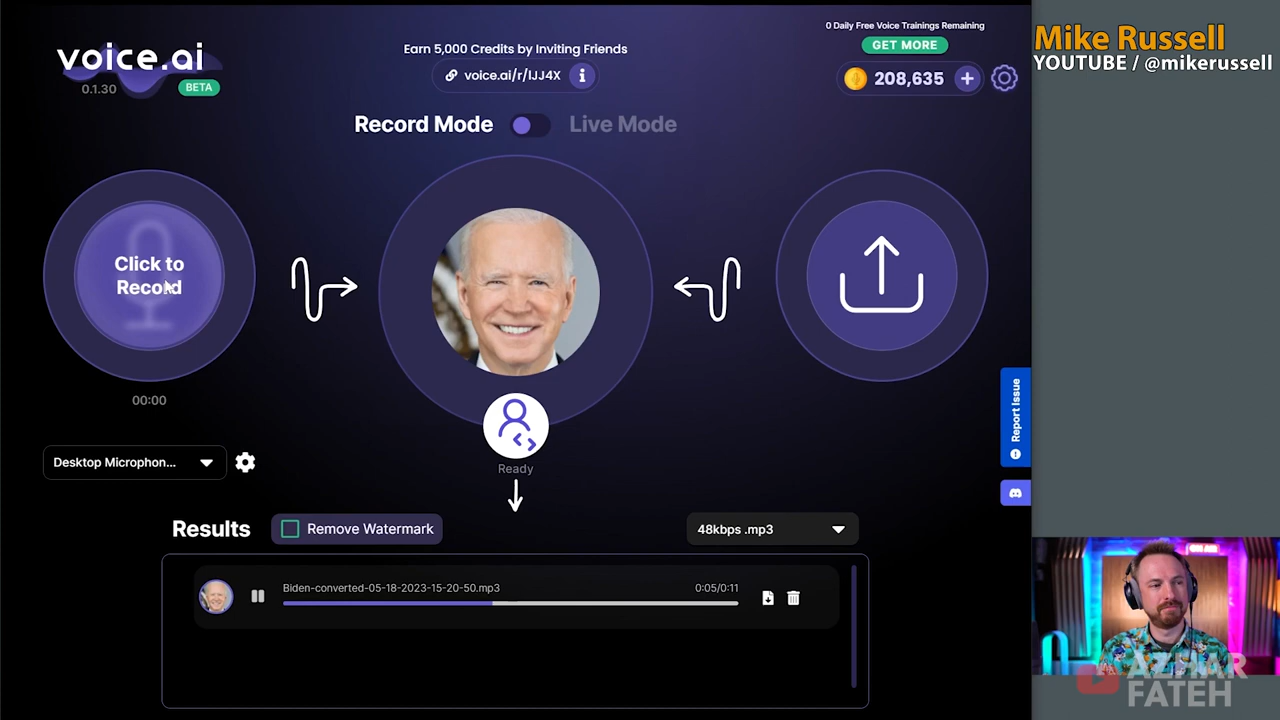 voice.ai
0.1.30
BETA
Earn 5,000 Credits by Inviting Friends
voice.ai/r/IJJ4X
0 Daily Free Voice Trainings Remaining
GET MORE
208,635
Mike Russell
YOUTUBE / @mikerussell
Record Mode
Live Mode
Click to
Record
00:00
Desktop Microphon...
Ready
Report Issue
Results
Remove Watermark
48kbps .mp3
Biden-converted-05-18-2023-15-20-50.mp3
0:05/0:11
ON AIR
AZHAR
FATEH